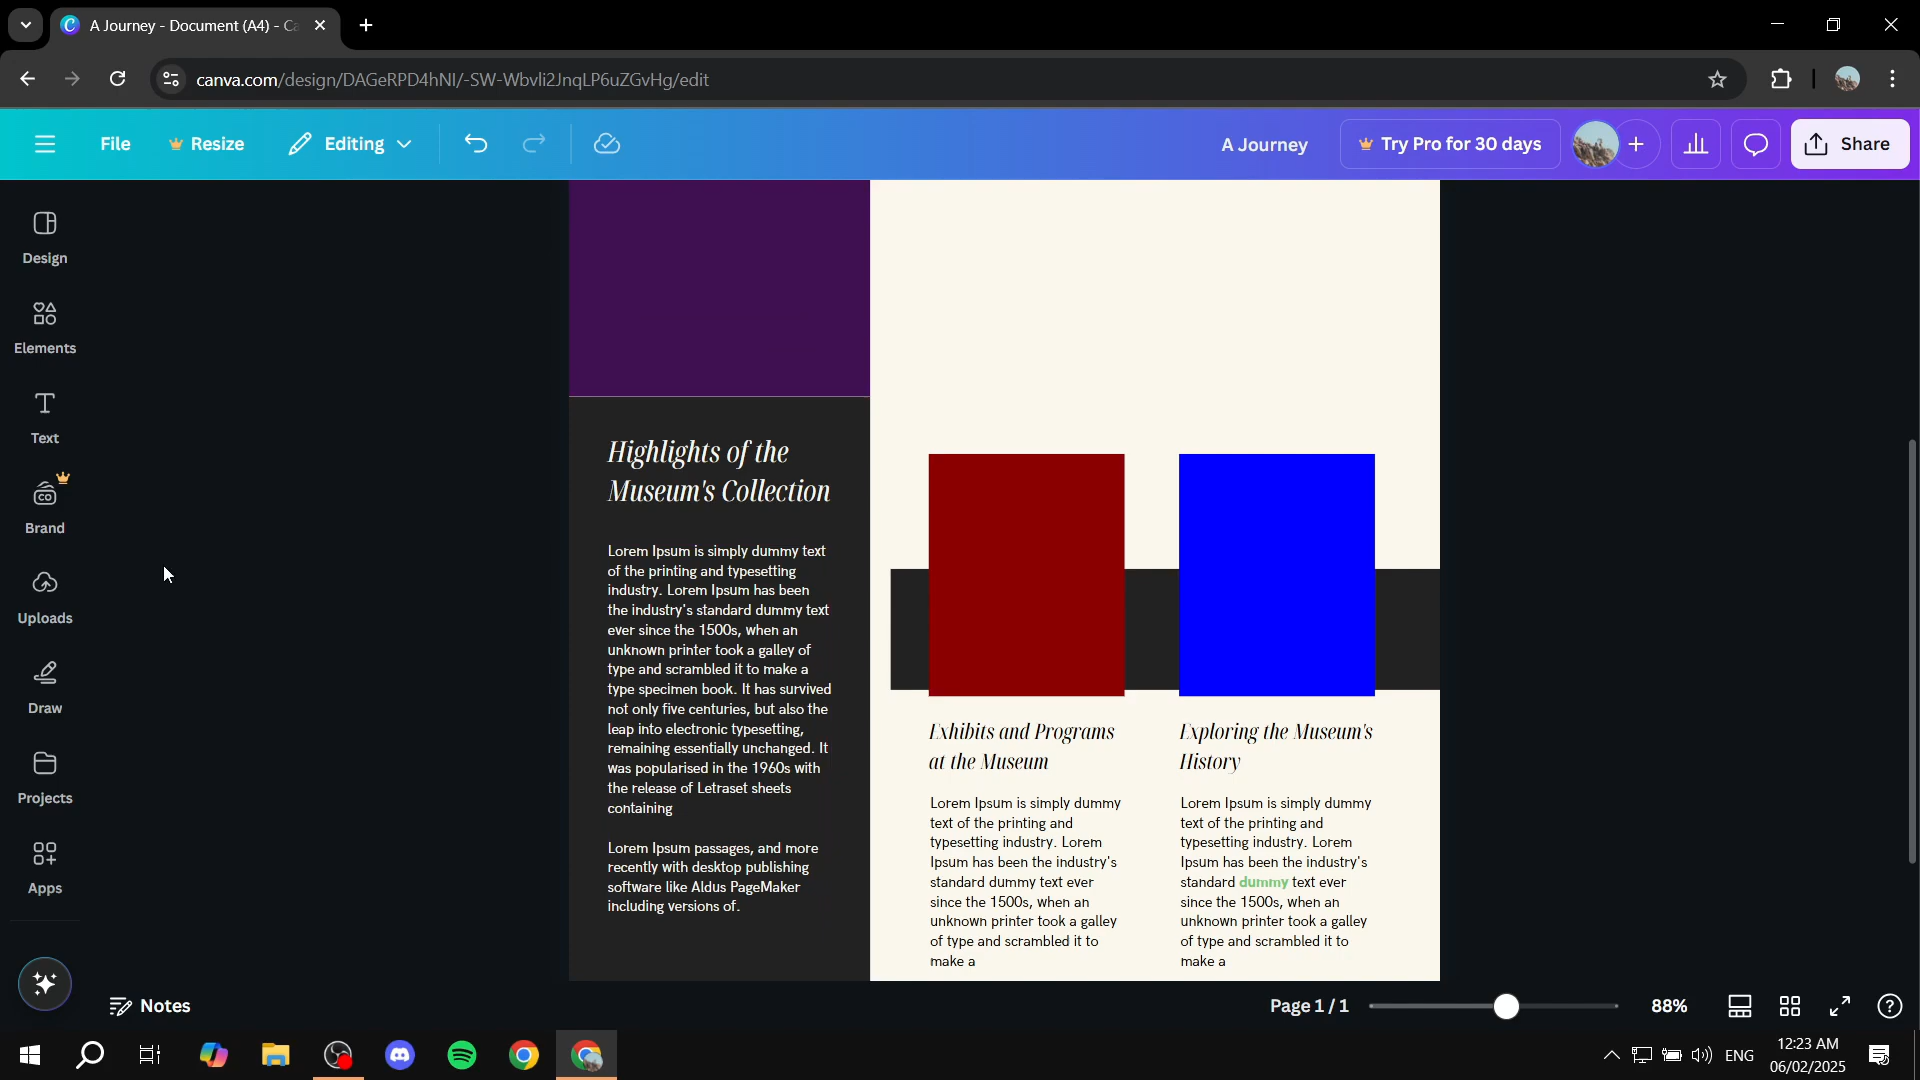 A Journey - Document (A4) - Ca
canva.com/design/DAGeRPD4hNI/-SW-Wbvli2JnqLP6uZGvHg/edit
File
Resize
Editing
A Journey
Try Pro for 30 days
Share
Design
Elements
Text
Brand
Uploads
Draw
Projects
Apps
Highlights of the
Museum's Collection
Lorem Ipsum is simply dummy text
of the printing and typesetting
industry. Lorem Ipsum has been
the industry's standard dummy text
ever since the 1500s, when an
unknown printer took a galley of
type and scrambled it to make a
type specimen book. It has survived
not only five centuries, but also the
leap into electronic typesetting,
remaining essentially unchanged. It
was popularised in the 1960s with
the release of Letraset sheets
containing
Lorem Ipsum passages, and more
recently with desktop publishing
software like Aldus PageMaker
including versions of.
Exhibits and Programs
at the Museum
Lorem Ipsum is simply dummy
text of the printing and
typesetting industry. Lorem
Ipsum has been the industry's
standard dummy text ever
since the 1500s, when an
unknown printer took a galley
of type and scrambled it to
make a
Exploring the Museum's
History
Lorem Ipsum is simply dummy
text of the printing and
typesetting industry. Lorem
Ipsum has been the industry's
standard dummy text ever
since the 1500s, when an
unknown printer took a galley
of type and scrambled it to
make a
Notes
Page 1 / 1
88%
ENG
12:23 AM
06/02/2025